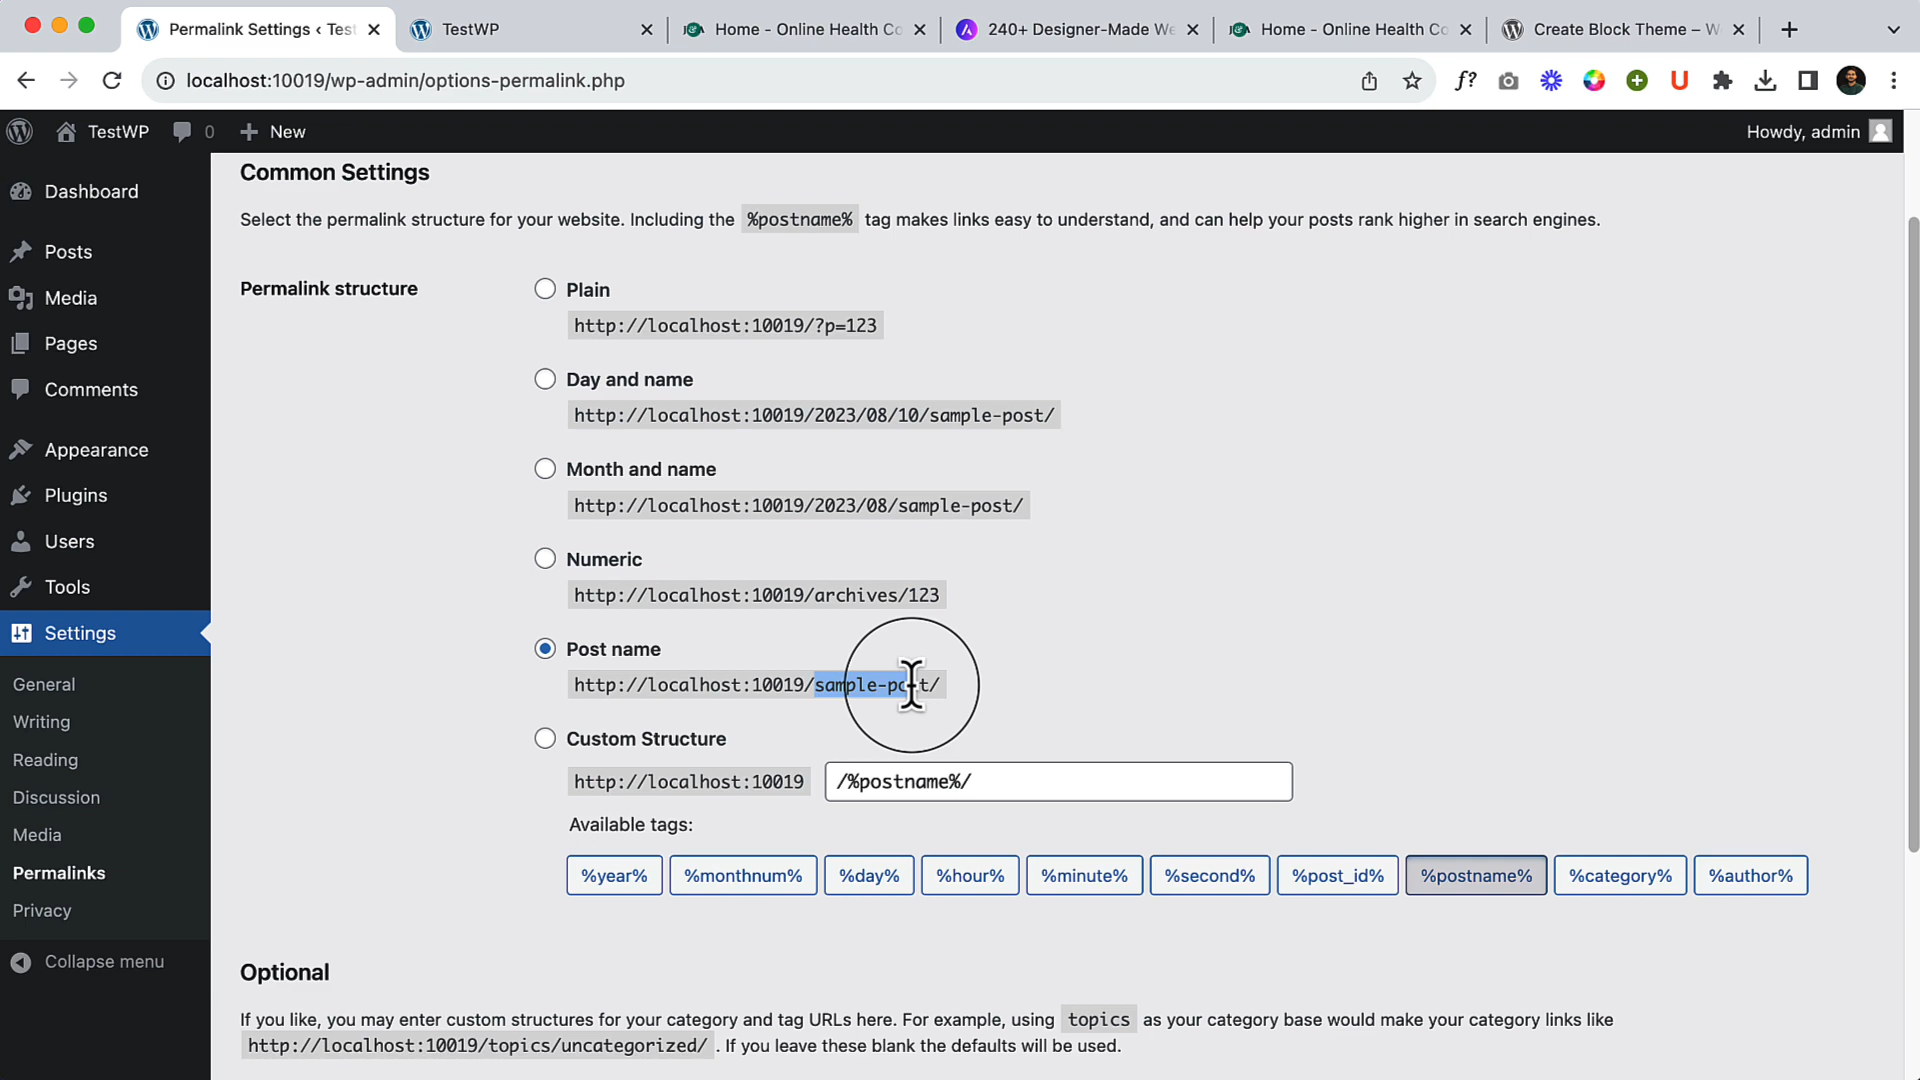 Permalink Settings ‹ Test
TestWP
Home - Online Health Co
240+ Designer-Made We
Home - Online Health Co
Create Block Theme – W
localhost:10019/wp-admin/options-permalink.php
f?
TestWP
0
New
Howdy, admin
Dashboard
Posts
Media
Pages
Comments
Appearance
Plugins
Users
Tools
Settings
General
Writing
Reading
Discussion
Media
Permalinks
Privacy
Collapse menu
Common Settings
Select the permalink structure for your website. Including the %postname% tag makes links easy to understand, and can help your posts rank higher in search engines.
Permalink structure
Plain
http://localhost:10019/?p=123
Day and name
http://localhost:10019/2023/08/10/sample-post/
Month and name
http://localhost:10019/2023/08/sample-post/
Numeric
http://localhost:10019/archives/123
Post name
http://localhost:10019/sample-post/
Custom Structure
http://localhost:10019 /%postname%/
Available tags:
%year% %monthnum% %day% %hour% %minute% %second% %post_id% %postname% %category% %author%
Optional
If you like, you may enter custom structures for your category and tag URLs here. For example, using topics as your category base would make your category links like
http://localhost:10019/topics/uncategorized/ . If you leave these blank the defaults will be used.